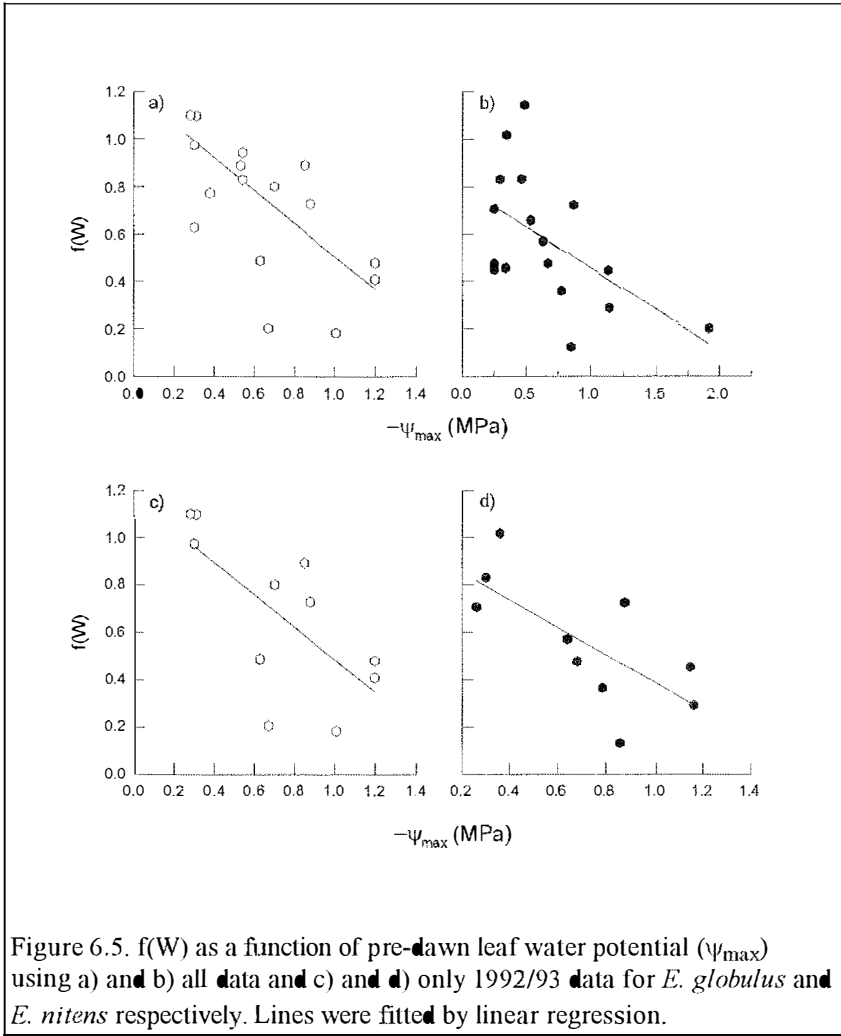 a)
b)
1.2
1.0
0.8
0.6
0.4
0.2
0.0
f(W)
0.0 0.2 0.4 0.6 0.8 1.0 1.2 1.4
0.0 0.5 1.0 1.5 2.0
−ψmax (MPa)
c)
d)
1.2
1.0
0.8
0.6
0.4
0.2
0.0
f(W)
0.0 0.2 0.4 0.6 0.8 1.0 1.2 1.4
0.2 0.4 0.6 0.8 1.0 1.2 1.4
−ψmax (MPa)
Figure 6.5. f(W) as a function of pre-dawn leaf water potential (ψmax)
using a) and b) all data and c) and d) only 1992/93 data for E. globulus and
E. nitens respectively. Lines were fitted by linear regression.